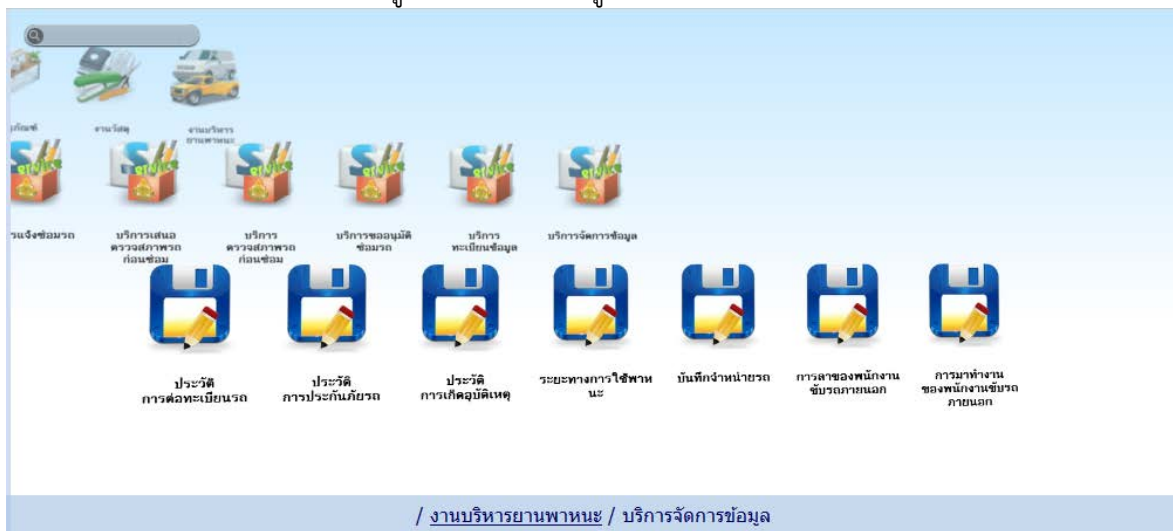 งานวัสดุ
งานบริหาร
ยานพาหนะ
บริการเสนอ
ตรวจสภาพรถ
ก่อนซ่อม
บริการ
ตรวจสภาพรถ
ก่อนซ่อม
บริการขออนุมัติ
ซ่อมรถ
บริการ
ทะเบียนข้อมูล
บริการจัดการข้อมูล
ประวัติ
การต่อทะเบียนรถ
ประวัติ
การประกันภัยรถ
ประวัติ
การเกิดอุบัติเหตุ
ระยะทางการใช้พาห
นะ
บันทึกจำหน่ายรถ
การลาของพนักงาน
ขับรถภายนอก
การมาทำงาน
ของพนักงานขับรถ
ภายนอก
/ งานบริหารยานพาหนะ / บริการจัดการข้อมูล